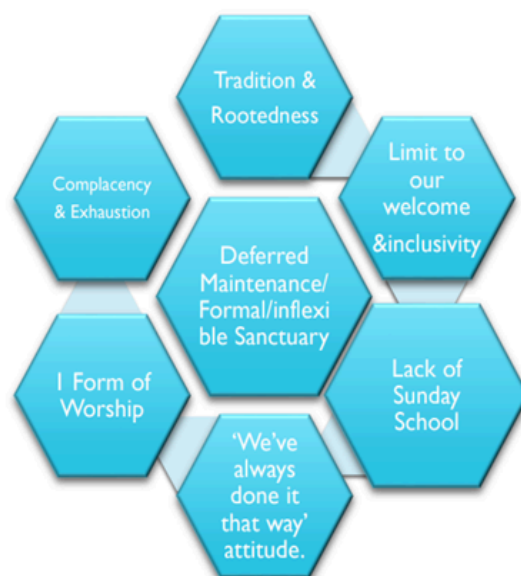 Tradition &
Rootedness
Limit to
our
welcome
&inclusivity
Complacency
& Exhaustion
Deferred
Maintenance/
Formal/inflexi
ble Sanctuary
Lack of
Sunday
School
1 Form of
Worship
‘We’ve
always
done it
that way’
attitude.